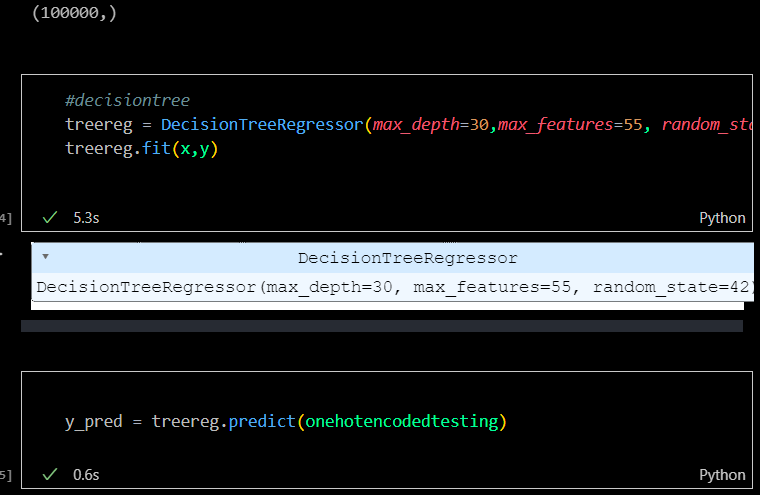 (100000,)
#decisiontree
treereg = DecisionTreeRegressor(max_depth=30,max_features=55, random_sta
treereg.fit(x,y)
4] 5.3s Python
DecisionTreeRegressor
DecisionTreeRegressor(max_depth=30, max_features=55, random_state=42)
y_pred = treereg.predict(onehotencodedtesting)
5] 0.6s Python